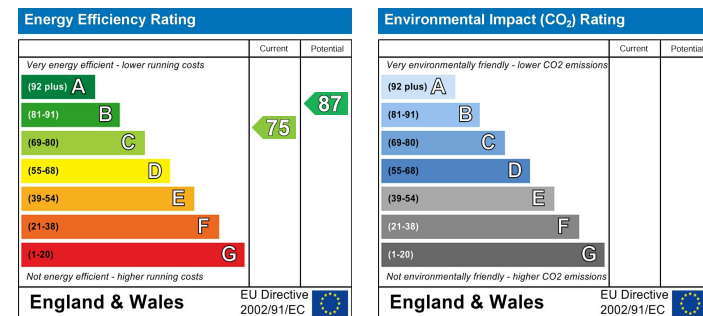 Energy Efficiency Rating
Current Potential
Very energy efficient - lower running costs
(92 plus) A
(81-91) B
(69-80) C
(55-68) D
(39-54) E
(21-38) F
(1-20) G
75
87
Not energy efficient - higher running costs
England & Wales
EU Directive
2002/91/EC
Environmental Impact (CO₂) Rating
Current Potential
Very environmentally friendly - lower CO2 emissions
(92 plus) A
(81-91) B
(69-80) C
(55-68) D
(39-54) E
(21-38) F
(1-20) G
Not environmentally friendly - higher CO2 emissions
England & Wales
EU Directive
2002/91/EC